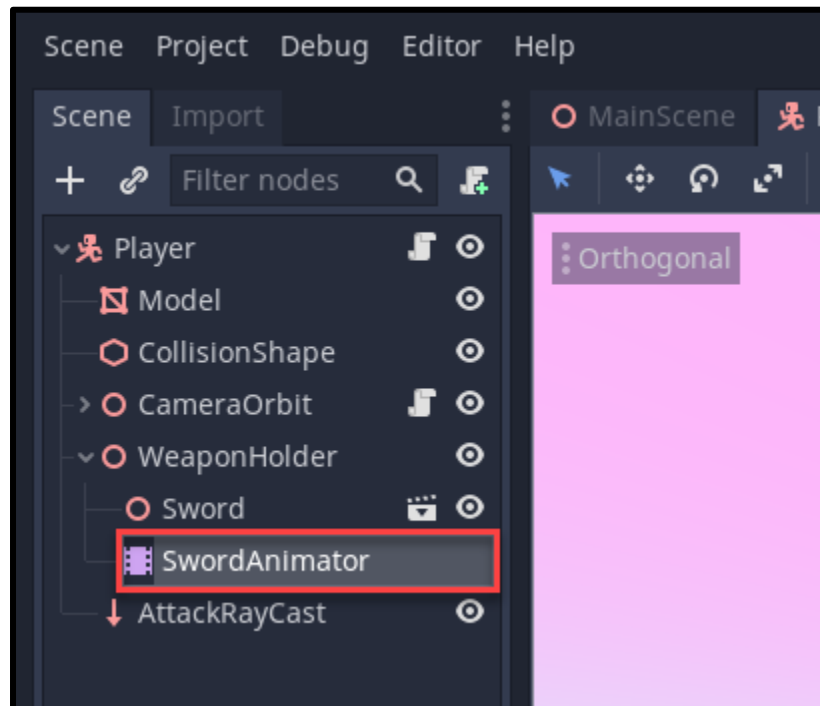 Scene Project Debug Editor Help
Scene Import MainScene
Filter nodes
Player
Orthogonal
Model
CollisionShape
CameraOrbit
WeaponHolder
Sword
SwordAnimator
AttackRayCast